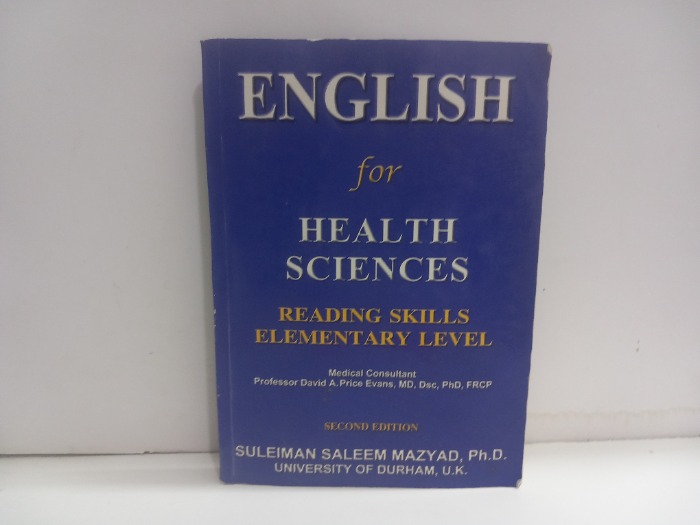 ENGLISH
for
HEALTH
SCIENCES
READING SKILLS
ELEMENTARY LEVEL
Medical Consultant
Professor David A. Price Evans, MD, Dsc, PhD, FRCP
SECOND EDITION
SULEIMAN SALEEM MAZYAD, Ph.D.
UNIVERSITY OF DURHAM, U.K.